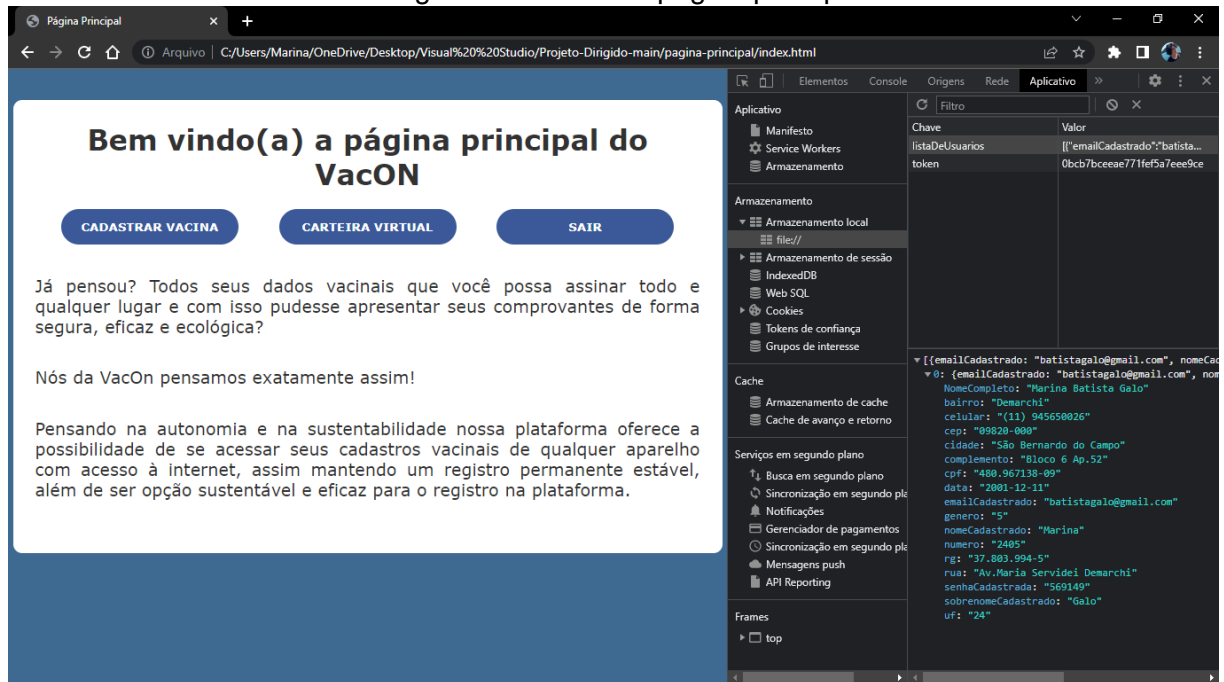 Página Principal
Arquivo | C:/Users/Marina/OneDrive/Desktop/Visual%20%20Studio/Projeto-Dirigido-main/pagina-principal/index.html
Bem vindo(a) a página principal do
VacON
CADASTRAR VACINA
CARTEIRA VIRTUAL
SAIR
Já pensou? Todos seus dados vacinais que você possa assinar todo e
qualquer lugar e com isso pudesse apresentar seus comprovantes de forma
segura, eficaz e ecológica?
Nós da VacOn pensamos exatamente assim!
Pensando na autonomia e na sustentabilidade nossa plataforma oferece a
possibilidade de se acessar seus cadastros vacinais de qualquer aparelho
com acesso à internet, assim mantendo um registro permanente estável,
além de ser opção sustentável e eficaz para o registro na plataforma.
Elementos Console Origens Rede Aplicativo »
Aplicativo
Manifesto
Service Workers
Armazenamento
Armazenamento
Armazenamento local
file://
Armazenamento de sessão
IndexedDB
Web SQL
Cookies
Tokens de confiança
Grupos de interesse
Cache
Armazenamento de cache
Cache de avanço e retorno
Serviços em segundo plano
Busca em segundo plano
Sincronização em segundo pla
Notificações
Gerenciador de pagamentos
Sincronização em segundo pla
Mensagens push
API Reporting
Frames
top
Filtro
Chave Valor
listaDeUsuarios [{"emailCadastrado":"batista...
token 0bcb7bceeae771fef5a7eee9ce
[{emailCadastrado: "batistagalo@gmail.com", nomeCad
0: {emailCadastrado: "batistagalo@gmail.com", nom
NomeCompleto: "Marina Batista Galo"
bairro: "Demarchi"
celular: "(11) 945650026"
cep: "09820-000"
cidade: "São Bernardo do Campo"
complemento: "Bloco 6 Ap.52"
cpf: "480.967138-09"
data: "2001-12-11"
emailCadastrado: "batistagalo@gmail.com"
genero: "5"
nomeCadastrado: "Marina"
numero: "2405"
rg: "37.803.994-5"
rua: "Av.Maria Servidei Demarchi"
senhaCadastrada: "569149"
sobrenomeCadastrado: "Galo"
uf: "24"